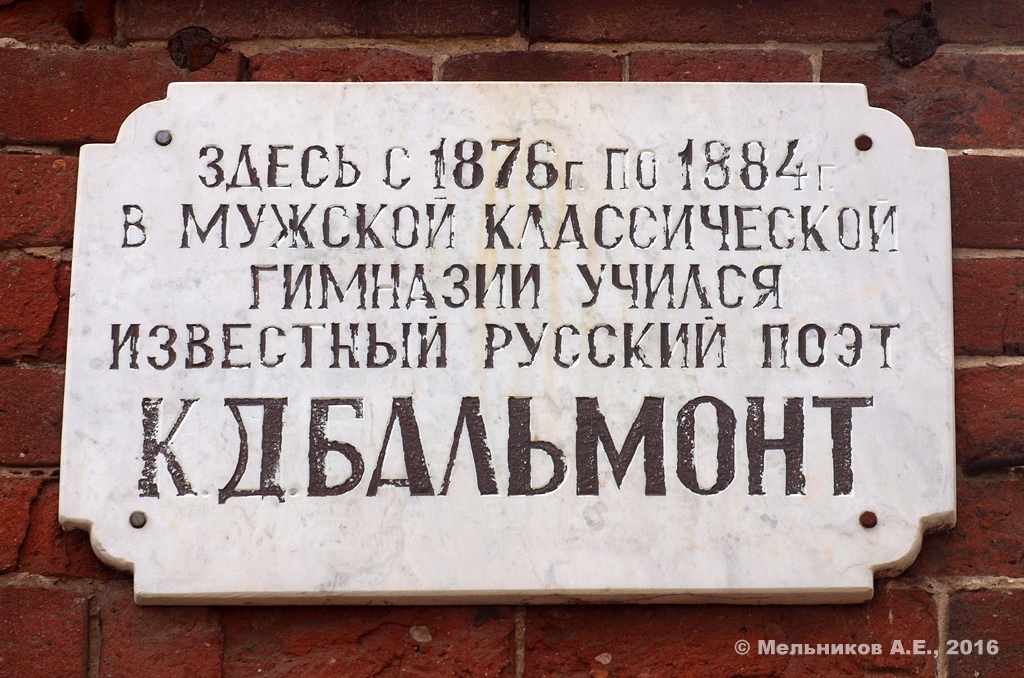 ЗДЕСЬ С 1876г. ПО 1884г.
В МУЖСКОЙ КЛАССИЧЕСКОЙ
ГИМНАЗИИ УЧИЛСЯ
ИЗВЕСТНЫЙ РУССКИЙ ПОЭТ
К.Д.БАЛЬМОНТ
© Мельников А.Е., 2016